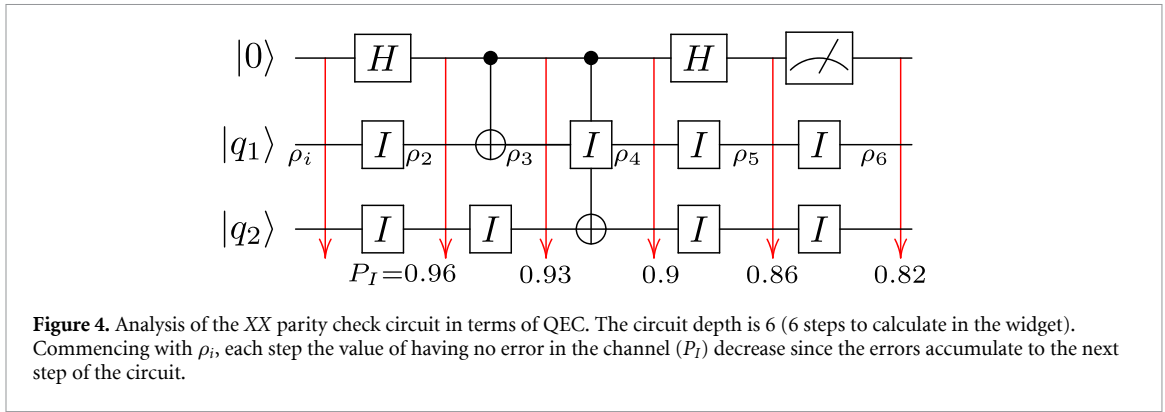 |0⟩ H H
|q₁⟩ ρᵢ I ρ₂ ρ₃ I ρ₄ I ρ₅ I ρ₆
|q₂⟩ I I I I
P_I=0.96 0.93 0.9 0.86 0.82
Figure 4. Analysis of the XX parity check circuit in terms of QEC. The circuit depth is 6 (6 steps to calculate in the widget).
Commencing with ρᵢ, each step the value of having no error in the channel (P_I) decrease since the errors accumulate to the next
step of the circuit.